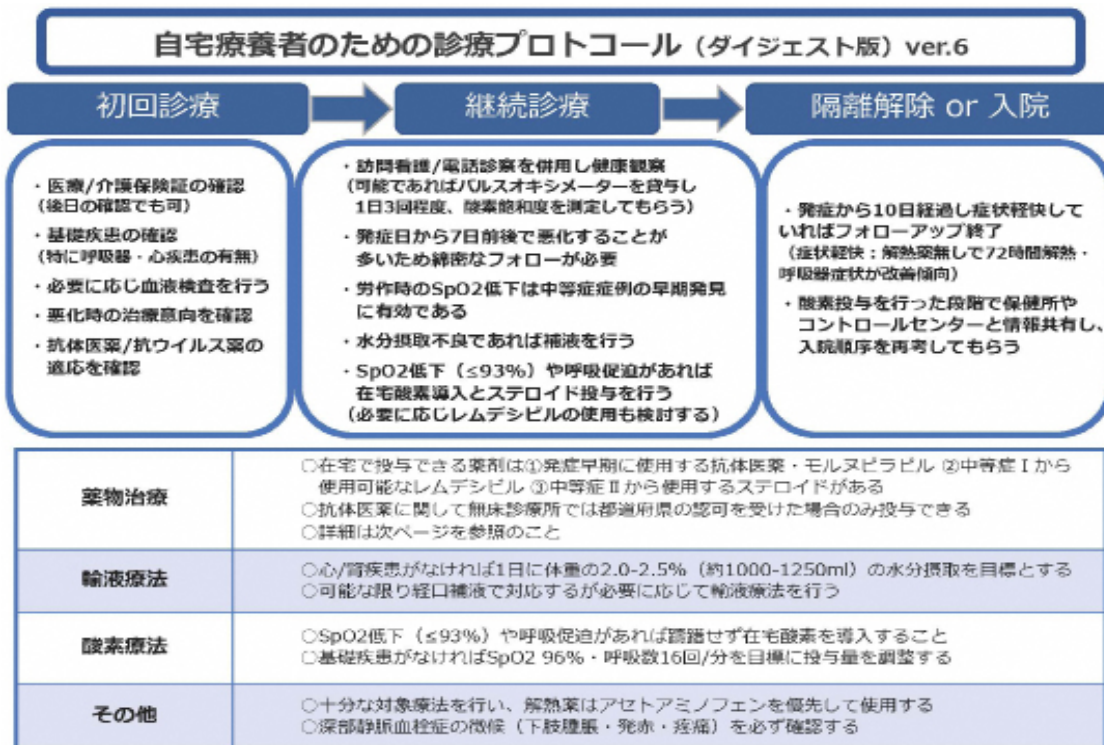 自宅療養者のための診療プロトコール（ダイジェスト版）ver.6
初回診療
継続診療
隔離解除 or 入院
・医療/介護保険証の確認
（後日の確認でも可）
・基礎疾患の確認
（特に呼吸器・心疾患の有無）
・必要に応じ血液検査を行う
・悪化時の治療意向を確認
・抗体医薬/抗ウイルス薬の
適応を確認
・訪問看護/電話診察を併用し健康観察
（可能であればパルスオキシメーターを貸与し
1日3回程度、酸素飽和度を測定してもらう）
・発症日から7日前後で悪化することが
多いため綿密なフォローが必要
・労作時のSpO2低下は中等症症例の早期発見
に有効である
・水分摂取不良であれば補液を行う
・SpO2低下（≤93%）や呼吸促迫があれば
在宅酸素導入とステロイド投与を行う
（必要に応じレムデシビルの使用も検討する）
・発症から10日経過し症状軽快して
いればフォローアップ終了
（症状軽快：解熱薬無しで72時間解熱・
呼吸器症状が改善傾向）
・酸素投与を行った段階で保健所や
コントロールセンターと情報共有し、
入院順序を再考してもらう
薬物治療
○在宅で投与できる薬剤は①発症早期に使用する抗体医薬・モルヌピラビル ②中等症Ⅰから
使用可能なレムデシビル ③中等症Ⅱから使用するステロイドがある
○抗体医薬に関して無床診療所では都道府県の認可を受けた場合のみ投与できる
○詳細は次ページを参照のこと
輸液療法
○心/腎疾患がなければ1日に体重の2.0-2.5%（約1000-1250ml）の水分摂取を目標とする
○可能な限り経口補液で対応するが必要に応じて輸液療法を行う
酸素療法
○SpO2低下（≤93%）や呼吸促迫があれば躊躇せず在宅酸素を導入すること
○基礎疾患がなければSpO2 96%・呼吸数16回/分を目標に投与量を調整する
その他
○十分な対象療法を行い、解熱薬はアセトアミノフェンを優先して使用する
○深部静脈血栓症の徴候（下肢腫脹・発赤・疼痛）を必ず確認する